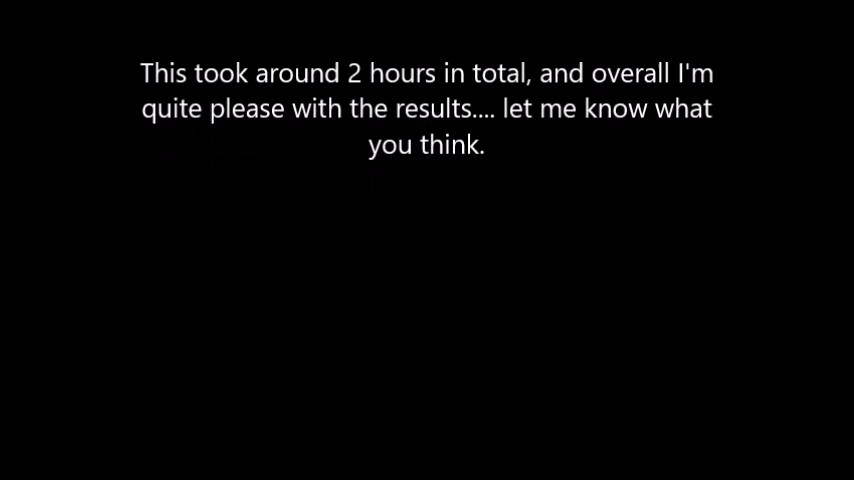 This took around 2 hours in total, and overall I'm
quite please with the results.... let me know what
you think.